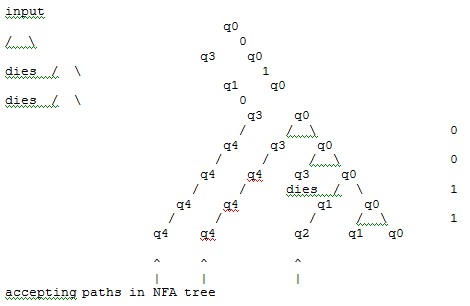 input
q0
/ \ 0
q3 q0
dies / \ 1
q1 q0
dies / \ 0
q3 q0
/ / \ 0
q4 q3 q0
/ / / \ 0
q4 q4 q3 q0
/ / dies / \ 1
q4 q4 q1 q0
/ / / / \ 1
q4 q4 q2 q1 q0
^ ^ ^
| | |
accepting paths in NFA tree